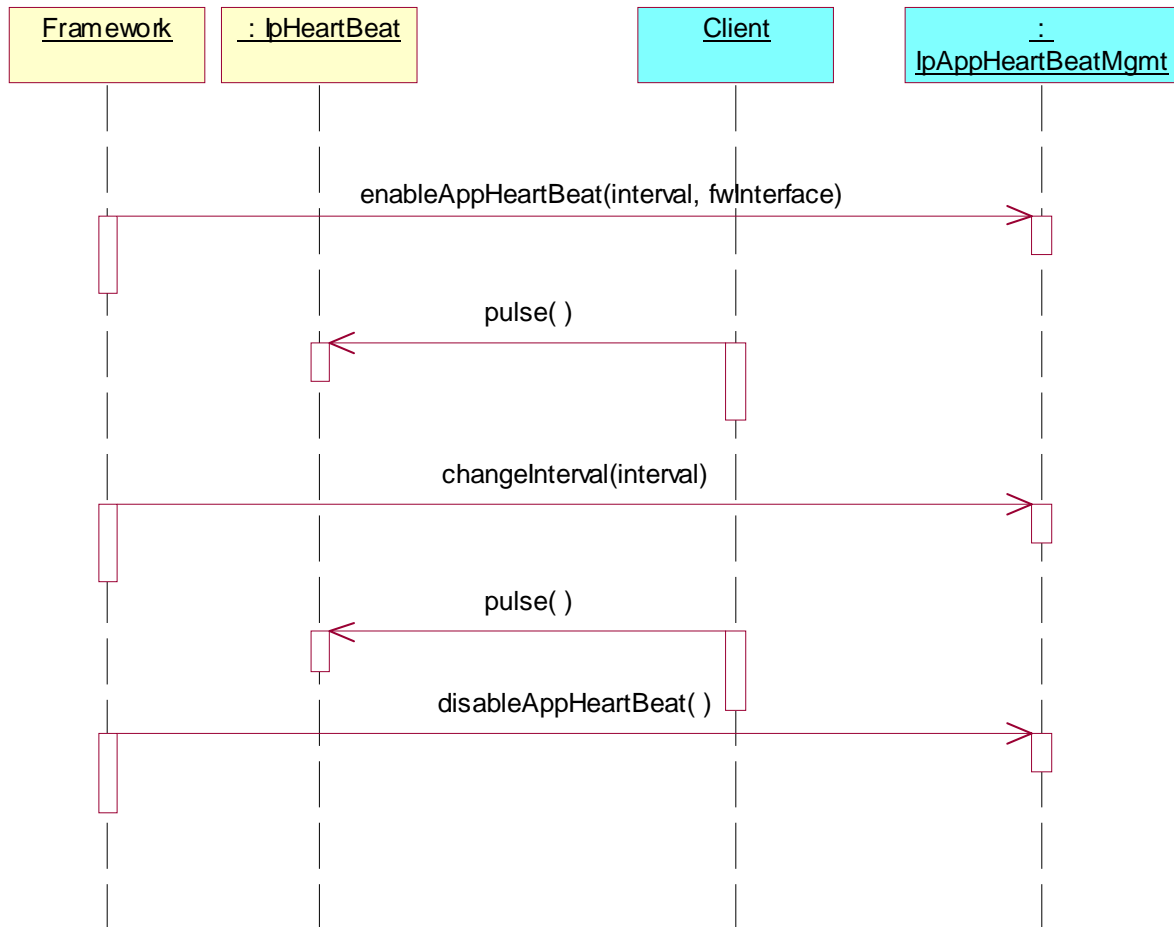 Framework
: IpHeartBeat
Client
:
IpAppHeartBeatMgmt
enableAppHeartBeat(interval, fwInterface)
pulse( )
changeInterval(interval)
pulse( )
disableAppHeartBeat( )